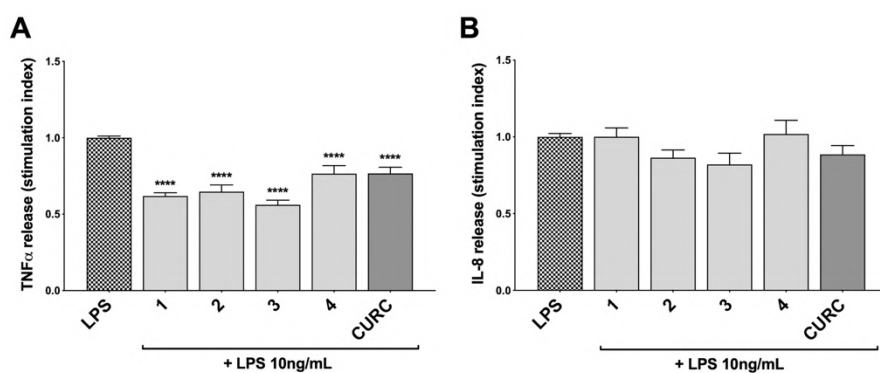 A
TNFα release (stimulation index)
1.5
1.0
0.5
0.0
****
****
****
****
****
LPS
1
2
3
4
CURC
+ LPS 10ng/mL
B
IL-8 release (stimulation index)
1.5
1.0
0.5
0.0
LPS
1
2
3
4
CURC
+ LPS 10ng/mL